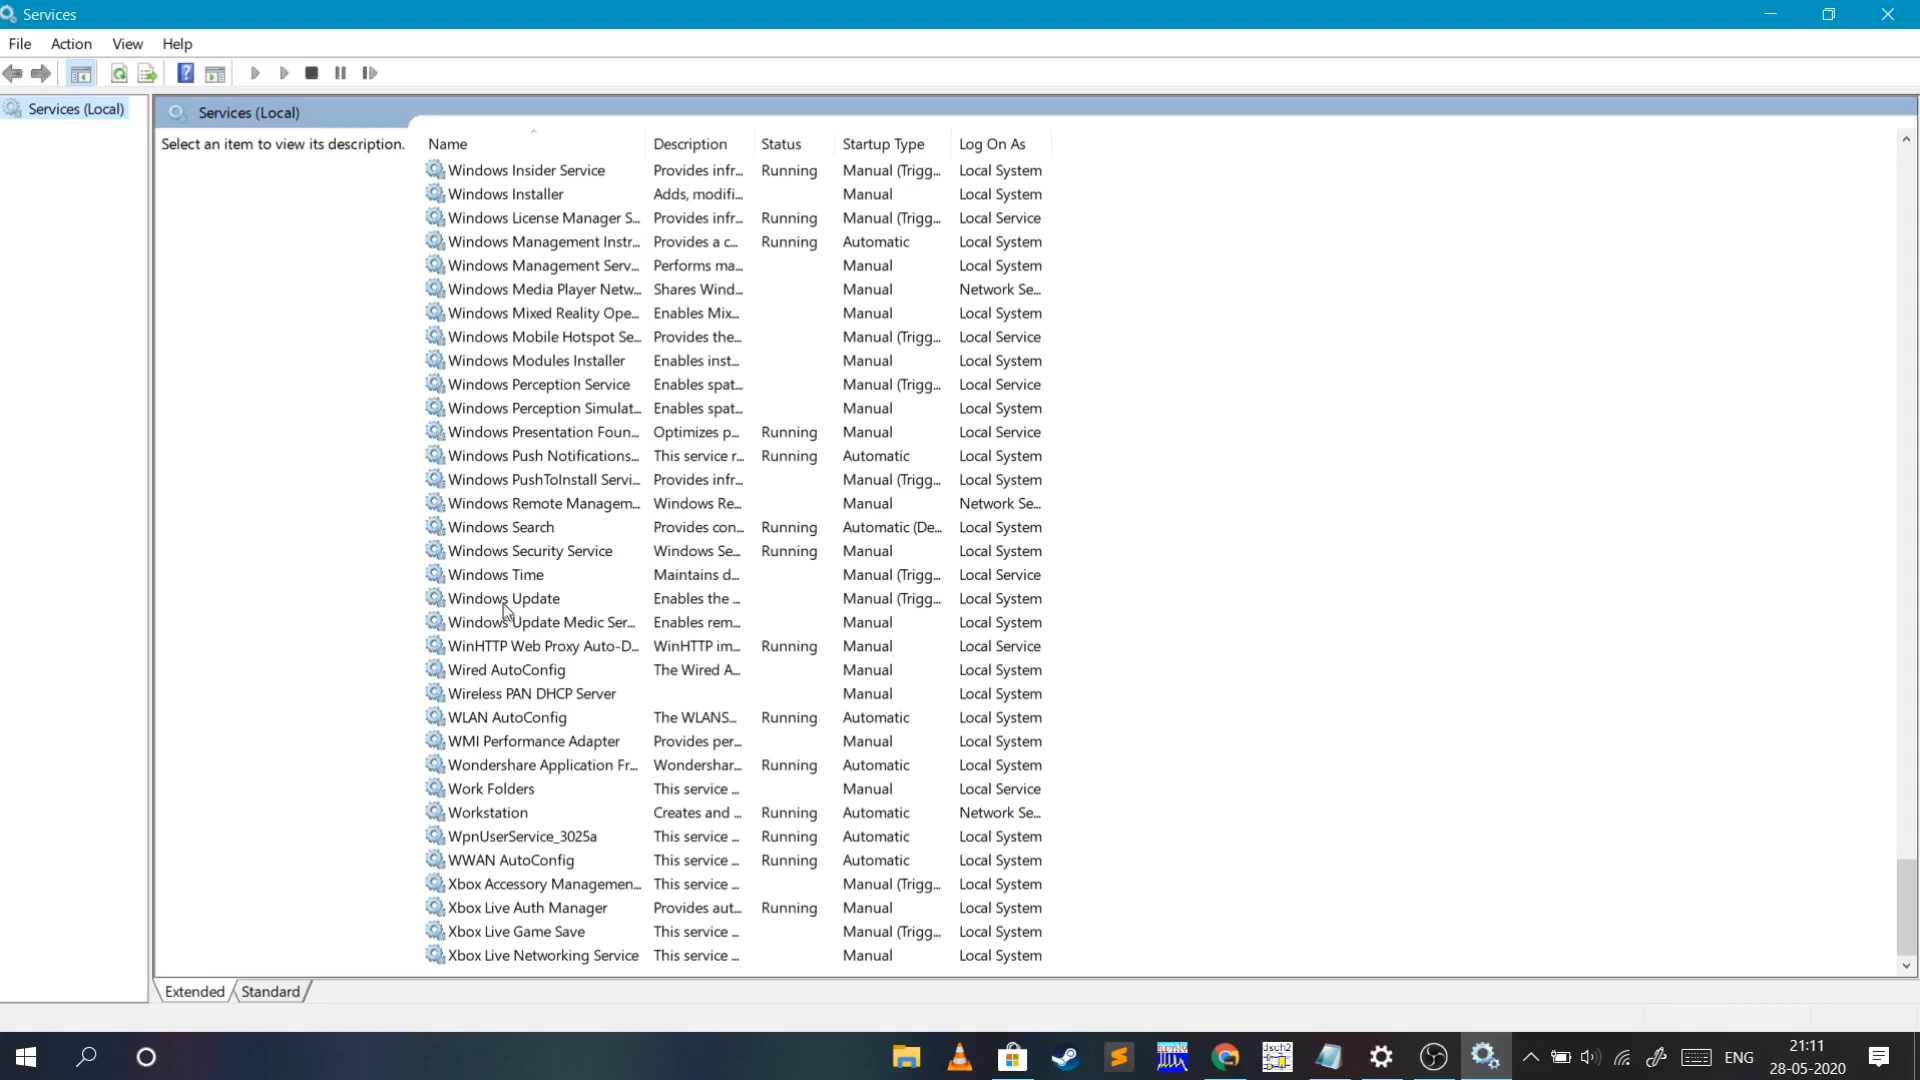 Services
File Action View Help
Services (Local)
Services (Local)
Select an item to view its description.
Name Description Status Startup Type Log On As
Windows Insider Service Provides infr... Running Manual (Trigg... Local System
Windows Installer Adds, modifi... Manual Local System
Windows License Manager S... Provides infr... Running Manual (Trigg... Local Service
Windows Management Instr... Provides a c... Running Automatic Local System
Windows Management Serv... Performs ma... Manual Local System
Windows Media Player Netw... Shares Wind... Manual Network Se...
Windows Mixed Reality Ope... Enables Mix... Manual Local System
Windows Mobile Hotspot Se... Provides the... Manual (Trigg... Local Service
Windows Modules Installer Enables inst... Manual Local System
Windows Perception Service Enables spat... Manual (Trigg... Local Service
Windows Perception Simulat... Enables spat... Manual Local System
Windows Presentation Foun... Optimizes p... Running Manual Local Service
Windows Push Notifications... This service r... Running Automatic Local System
Windows PushToInstall Servi... Provides infr... Manual (Trigg... Local System
Windows Remote Managem... Windows Re... Manual Network Se...
Windows Search Provides con... Running Automatic (De... Local System
Windows Security Service Windows Se... Running Manual Local System
Windows Time Maintains d... Manual (Trigg... Local Service
Windows Update Enables the ... Manual (Trigg... Local System
Windows Update Medic Ser... Enables rem... Manual Local System
WinHTTP Web Proxy Auto-D... WinHTTP im... Running Manual Local Service
Wired AutoConfig The Wired A... Manual Local System
Wireless PAN DHCP Server Manual Local System
WLAN AutoConfig The WLANS... Running Automatic Local System
WMI Performance Adapter Provides per... Manual Local System
Wondershare Application Fr... Wondershar... Running Automatic Local System
Work Folders This service ... Manual Local Service
Workstation Creates and ... Running Automatic Network Se...
WpnUserService_3025a This service ... Running Automatic Local System
WWAN AutoConfig This service ... Running Automatic Local System
Xbox Accessory Managemen... This service ... Manual (Trigg... Local System
Xbox Live Auth Manager Provides aut... Running Manual Local System
Xbox Live Game Save This service ... Manual (Trigg... Local System
Xbox Live Networking Service This service ... Manual Local System
Extended Standard
ENG
21:11
28-05-2020